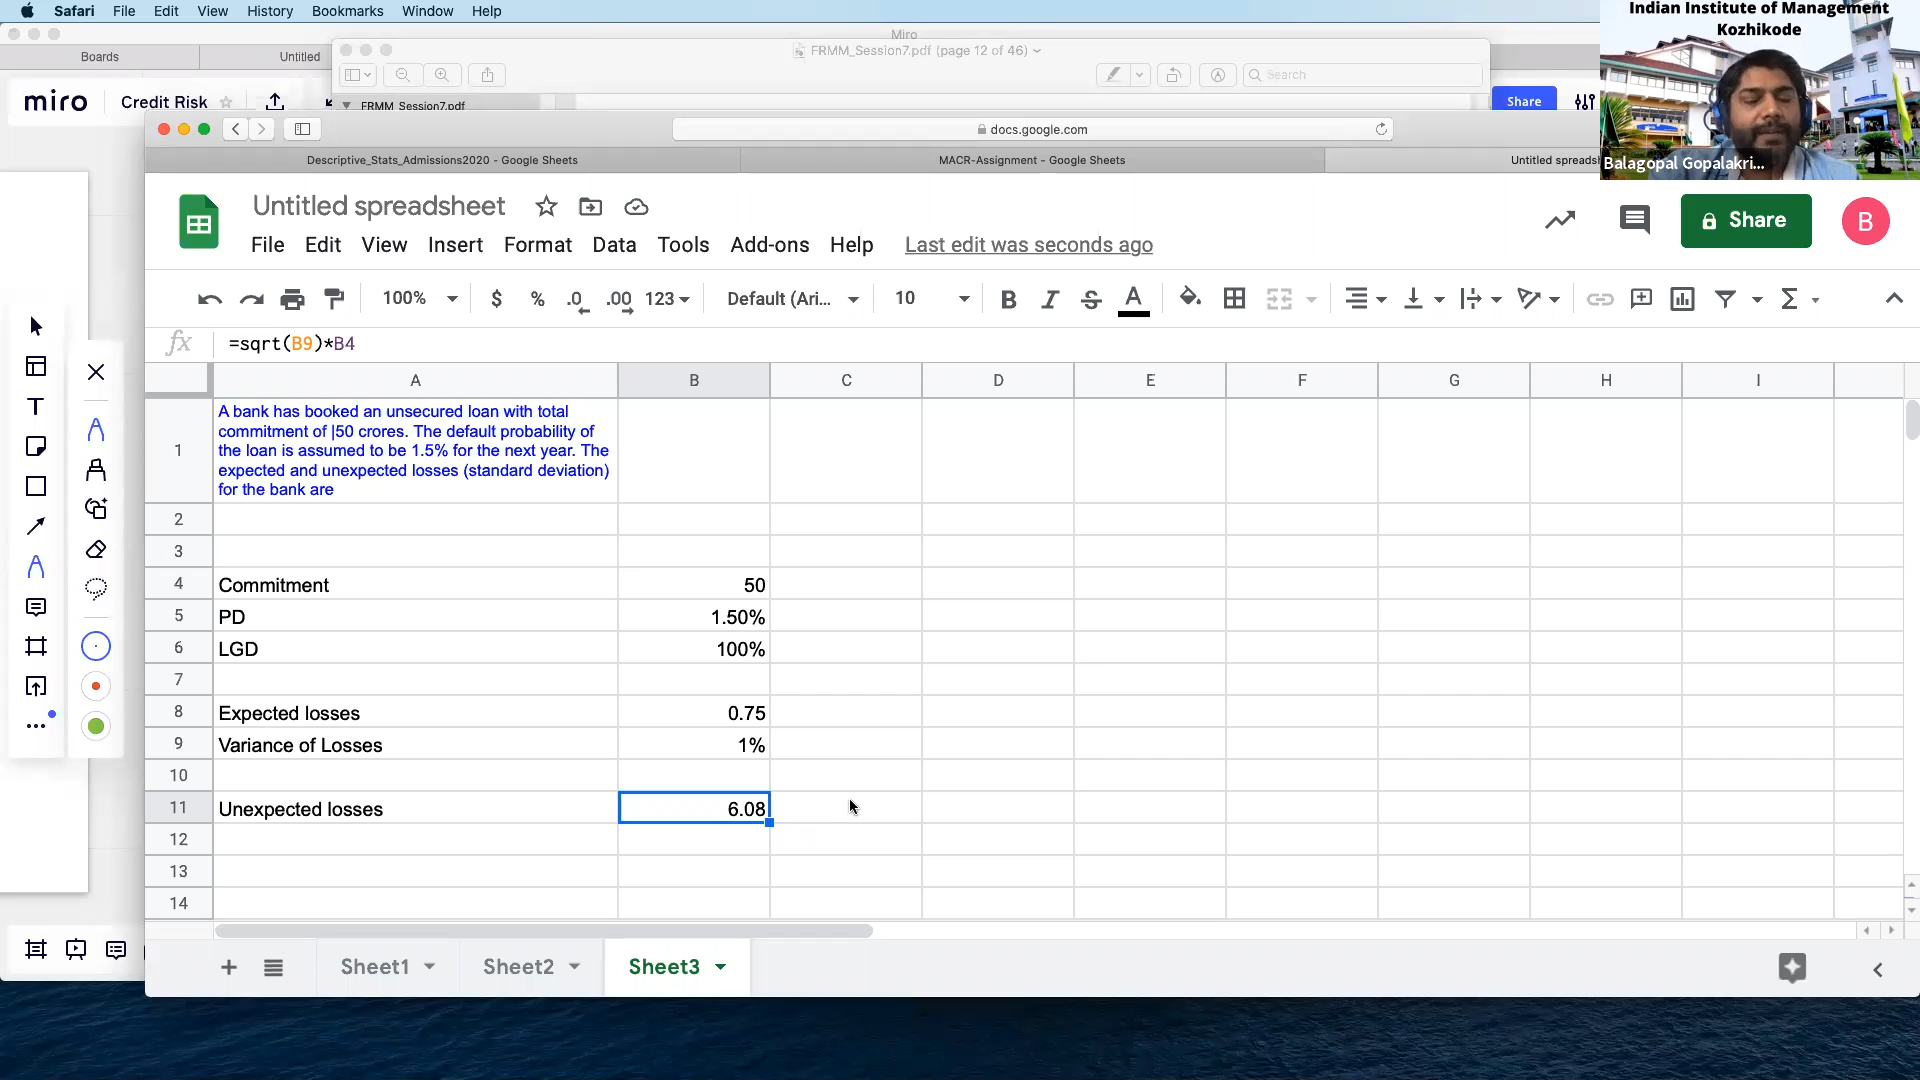 Safari File Edit View History Bookmarks Window Help
Indian Institute of Management
Kozhikode
Balagopal Gopalakri...
Miro
Boards
Untitled
FRMM_Session7.pdf (page 12 of 46)
Search
miro
Credit Risk
FRMM_Session7.pdf
Share
docs.google.com
Descriptive_Stats_Admissions2020 - Google Sheets
MACR-Assignment - Google Sheets
Untitled spreads
Untitled spreadsheet
Share
B
File Edit View Insert Format Data Tools Add-ons Help Last edit was seconds ago
100% $ % .0 .00 123 Default (Ari... 10 B I S A Σ
fx =sqrt(B9)*B4
A B C D E F G H I
1
A bank has booked an unsecured loan with total
commitment of |50 crores. The default probability of
the loan is assumed to be 1.5% for the next year. The
expected and unexpected losses (standard deviation)
for the bank are
2
3
4 Commitment 50
5 PD 1.50%
6 LGD 100%
7
8 Expected losses 0.75
9 Variance of Losses 1%
10
11 Unexpected losses 6.08
12
13
14
+ Sheet1 Sheet2 Sheet3